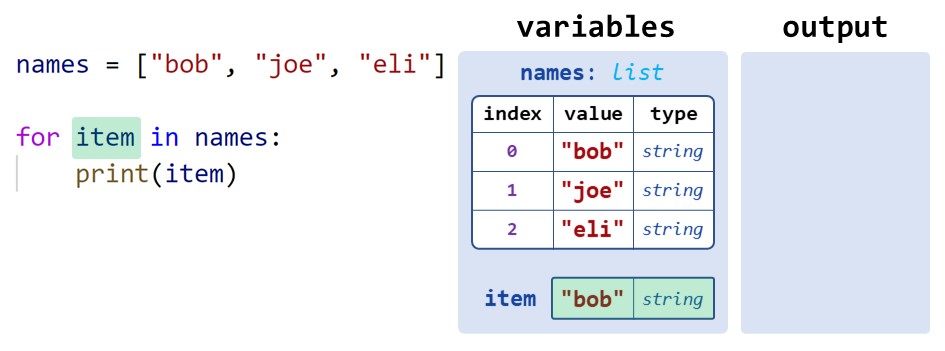 variables output
names = ["bob", "joe", "eli"]
names: list
index value type
0 "bob" string
for item in names:
print(item)
1 "joe" string
2 "eli" string
item "bob" string